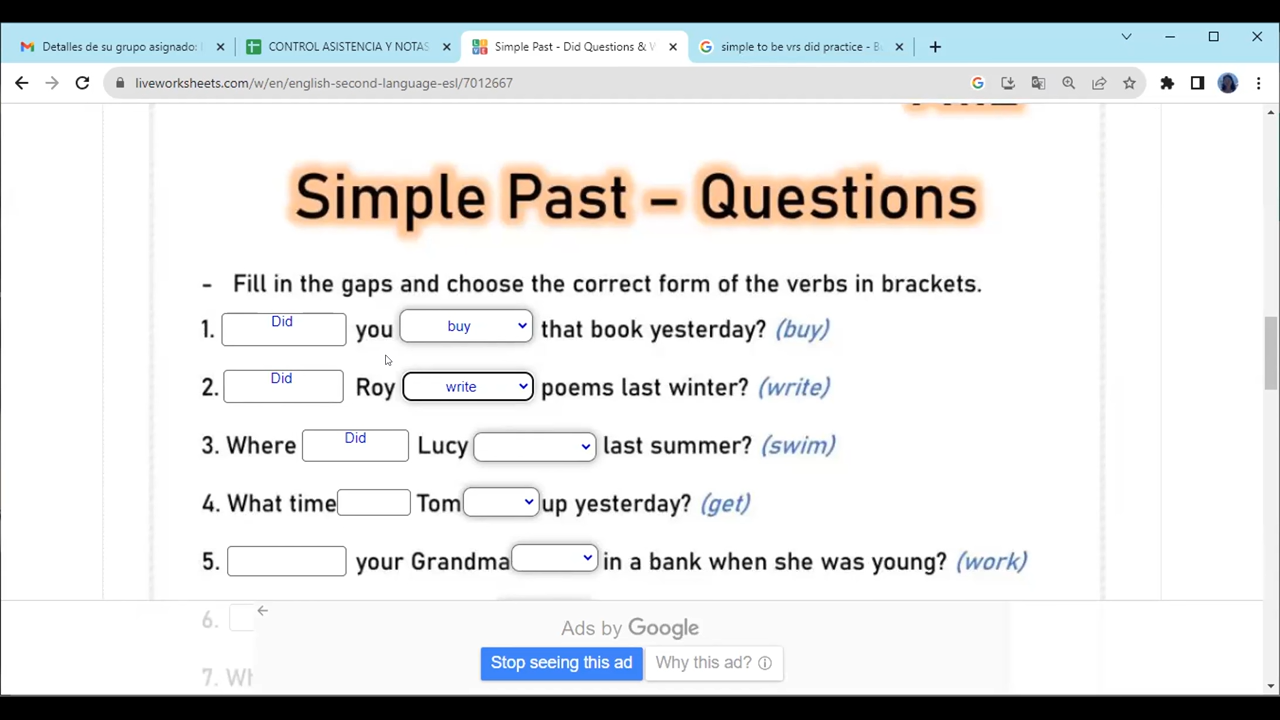 Detalles de su grupo asignado:
CONTROL ASISTENCIA Y NOTAS
Simple Past - Did Questions & W
simple to be vrs did practice - B
liveworksheets.com/w/en/english-second-language-esl/7012667
Simple Past – Questions
- Fill in the gaps and choose the correct form of the verbs in brackets.
1. Did you buy that book yesterday? (buy)
2. Did Roy write poems last winter? (write)
3. Where Did Lucy last summer? (swim)
4. What time Tom up yesterday? (get)
5. your Grandma in a bank when she was young? (work)
6.
Ads by Google
Stop seeing this ad Why this ad?
7. Wh